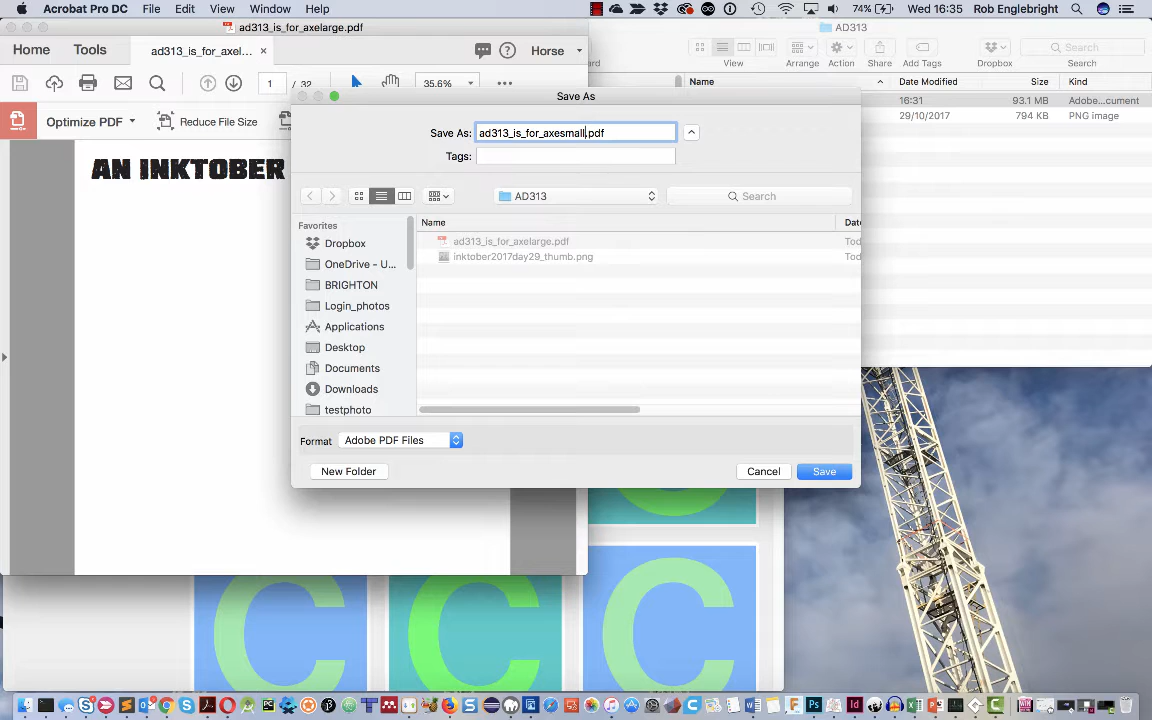 Acrobat Pro DC File Edit View Window Help 74% Wed 16:35 Rob Englebright
ad313_is_for_axelarge.pdf
AD313
Home Tools ad313_is_for_axel... × Horse
1 / 32 35.6%
View Arrange Action Share Add Tags Dropbox Search
Search
Name Date Modified Size Kind
16:31 93.1 MB Adobe...cument
29/10/2017 794 KB PNG image
Optimize PDF Reduce File Size
AN INKTOBER
Save As
Save As: ad313_is_for_axesmall.pdf
Tags:
AD313 Search
Favorites
Dropbox
OneDrive - U...
BRIGHTON
Login_photos
Applications
Desktop
Documents
Downloads
testphoto
Name Date
ad313_is_for_axelarge.pdf Tod
inktober2017day29_thumb.png Tod
Format Adobe PDF Files
New Folder Cancel Save
C C C